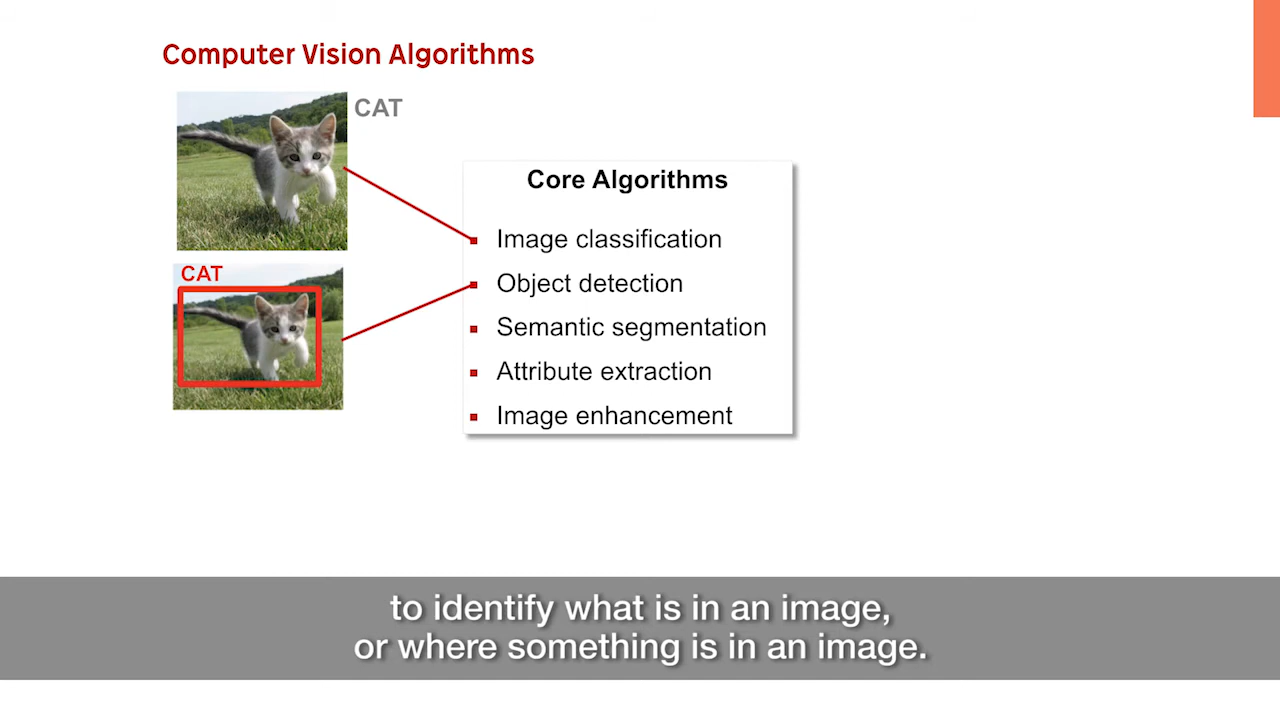 Computer Vision Algorithms
CAT
CAT
Core Algorithms
Image classification
Object detection
Semantic segmentation
Attribute extraction
Image enhancement
to identify what is in an image,
or where something is in an image.